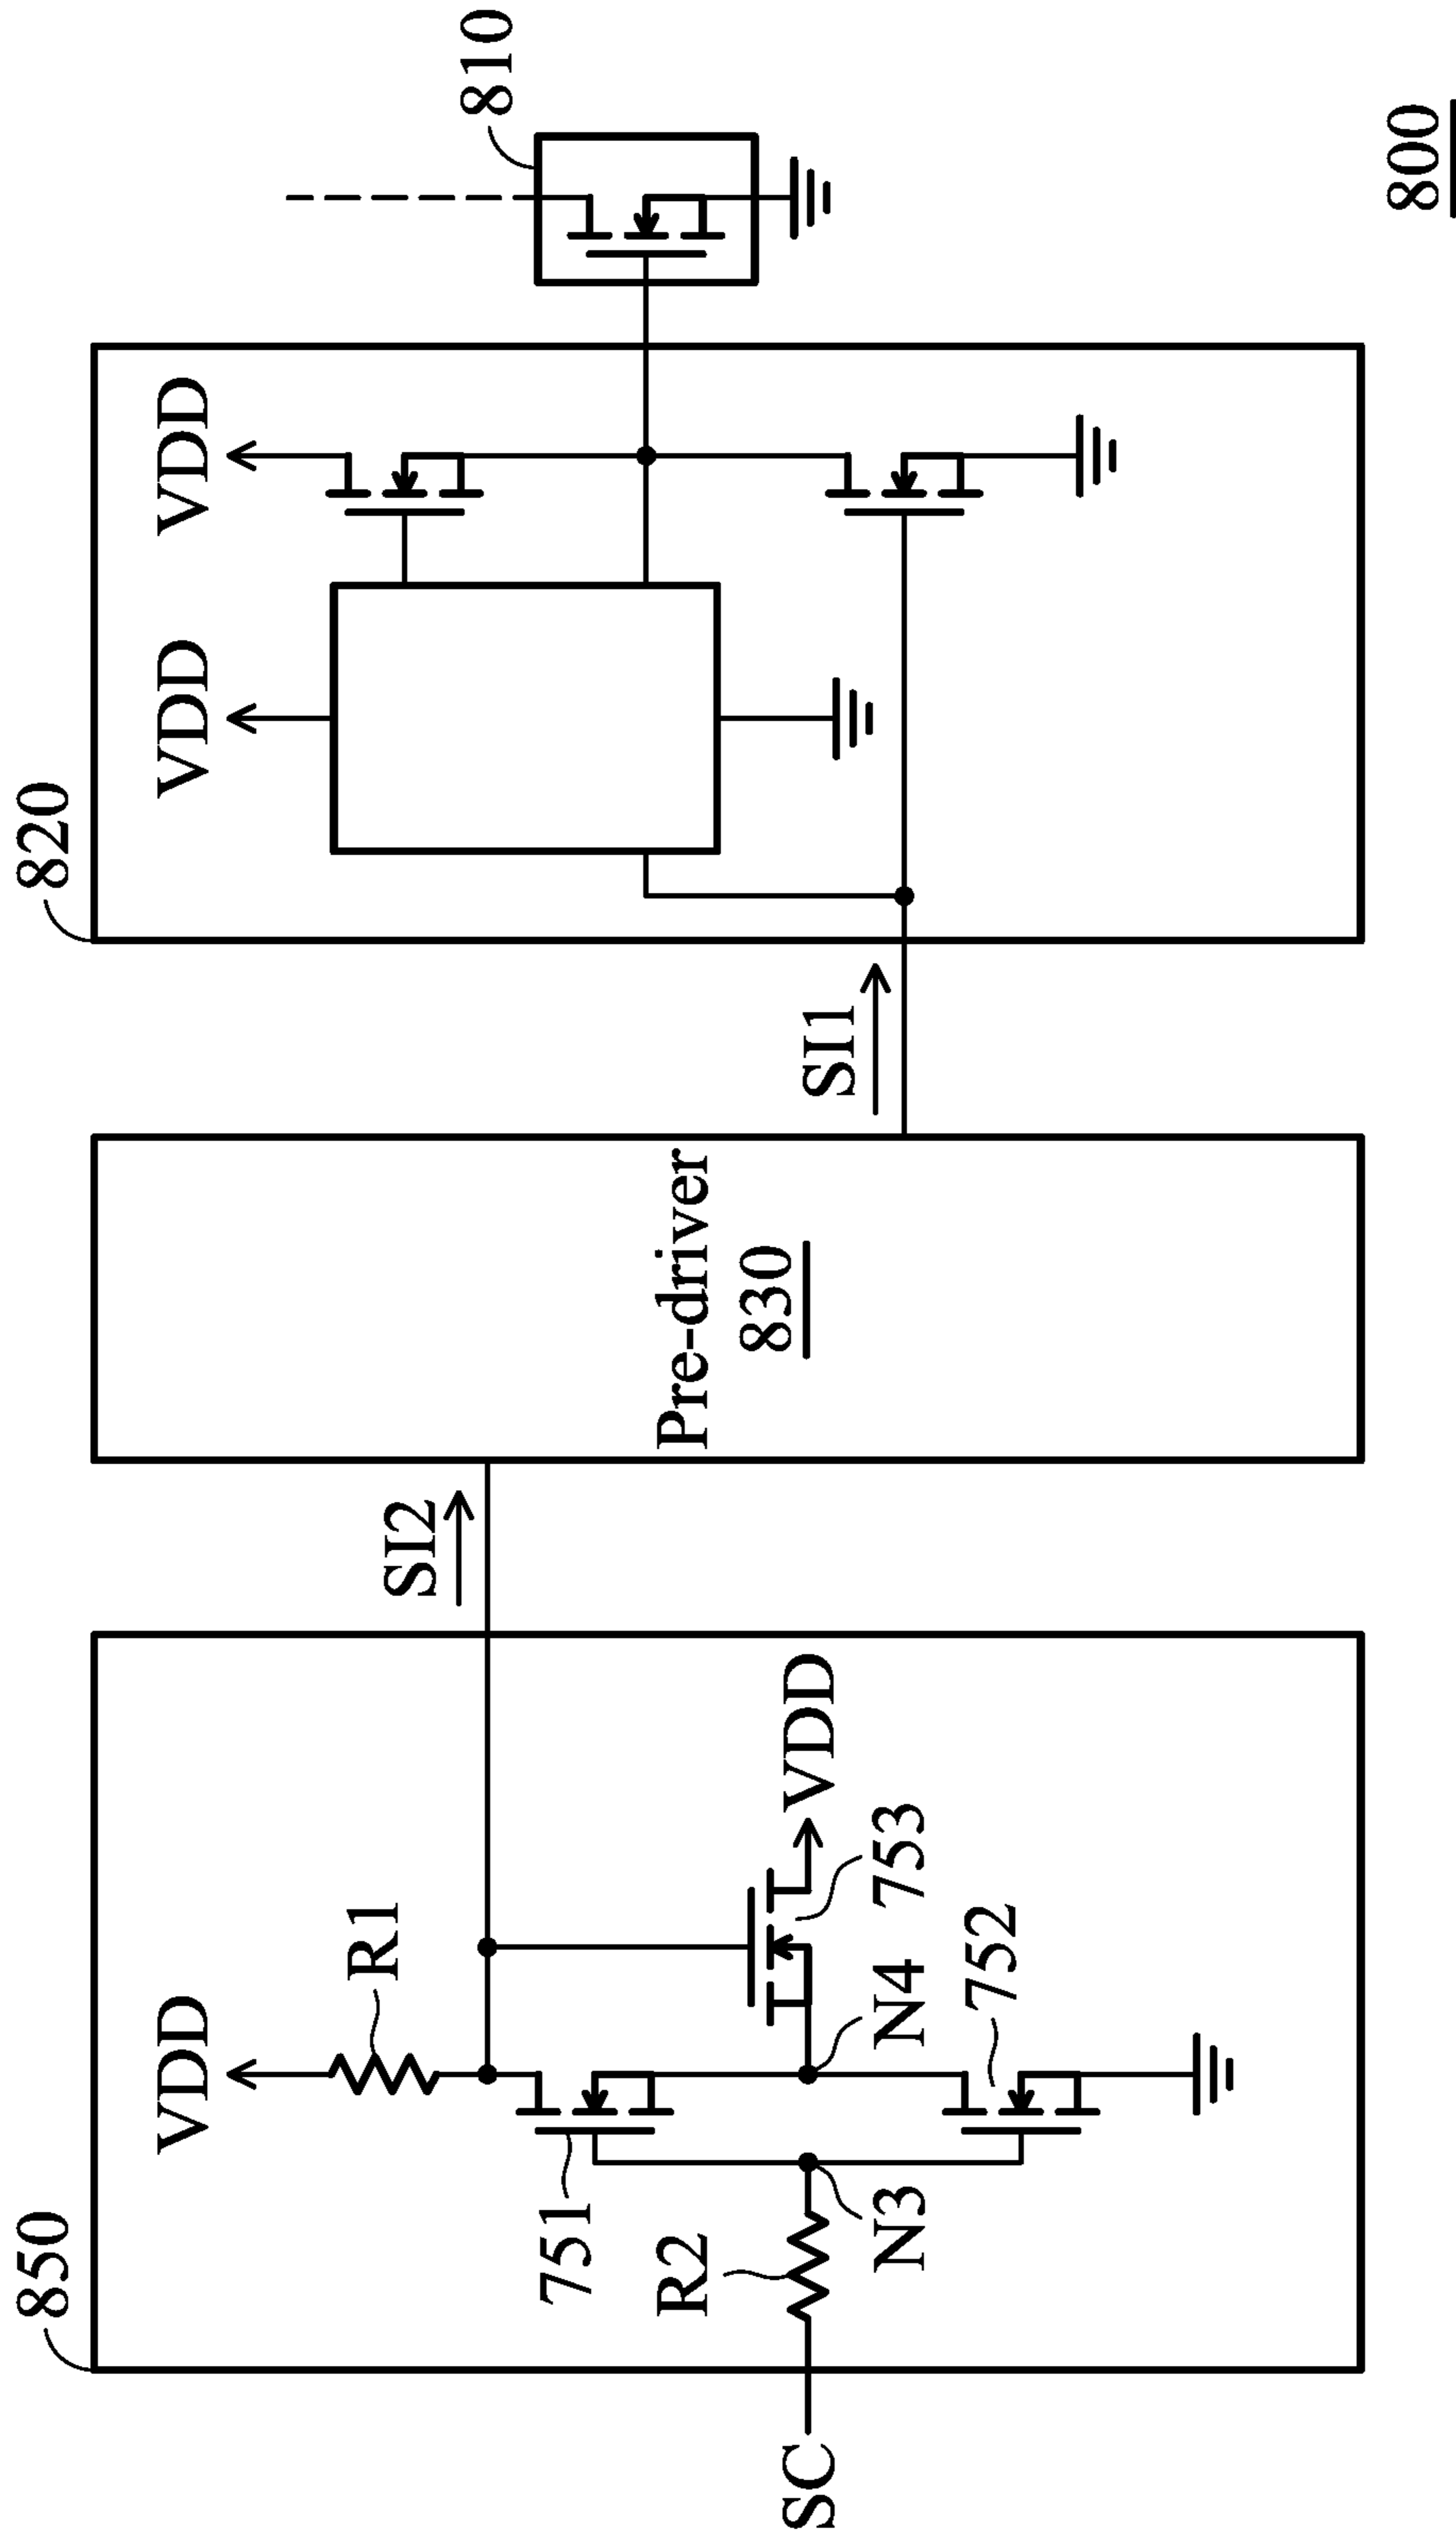 850
820
810
VDD
R1
SI2
VDD
VDD
751
R2
SC
N3
N4
752
753
VDD
Pre-driver
830
SI1
800